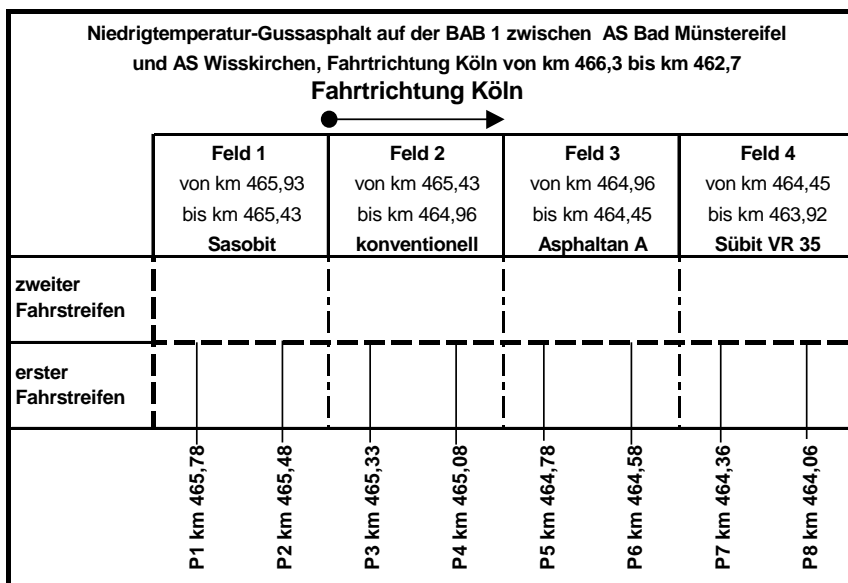 Niedrigtemperatur-Gussasphalt auf der BAB 1 zwischen AS Bad Münstereifel
und AS Wisskirchen, Fahrtrichtung Köln von km 466,3 bis km 462,7
Fahrtrichtung Köln
Feld 1
von km 465,93
bis km 465,43
Sasobit
Feld 2
von km 465,43
bis km 464,96
konventionell
Feld 3
von km 464,96
bis km 464,45
Asphaltan A
Feld 4
von km 464,45
bis km 463,92
Sübit VR 35
zweiter
Fahrstreifen
erster
Fahrstreifen
P1 km 465,78
P2 km 465,48
P3 km 465,33
P4 km 465,08
P5 km 464,78
P6 km 464,58
P7 km 464,36
P8 km 464,06